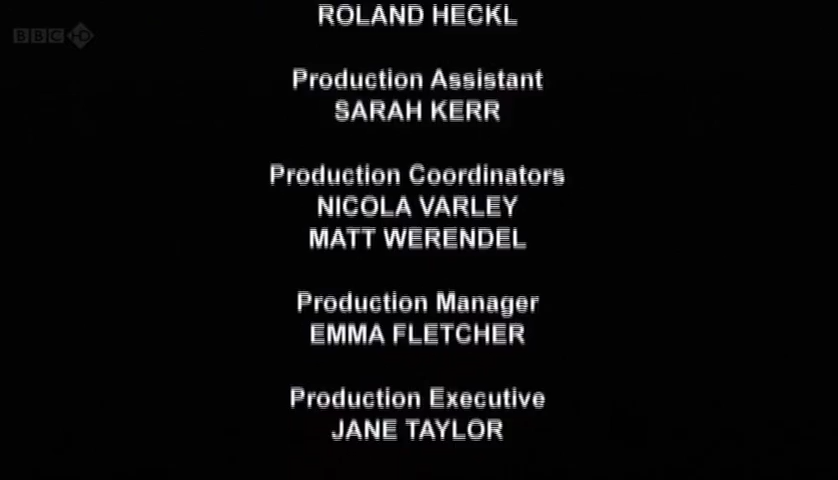 BBC HD
ROLAND HECKL
Production Assistant
SARAH KERR
Production Coordinators
NICOLA VARLEY
MATT WERENDEL
Production Manager
EMMA FLETCHER
Production Executive
JANE TAYLOR